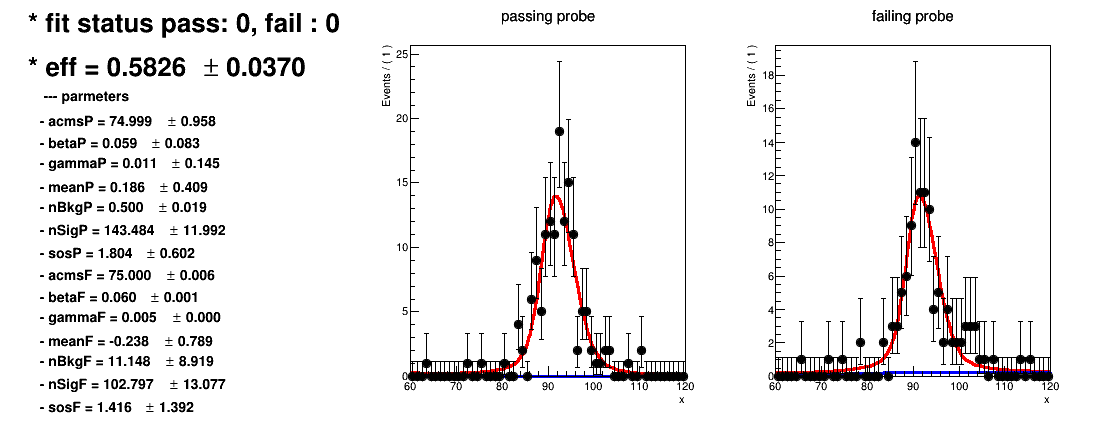 * fit status pass: 0, fail : 0
* eff = 0.5826 ± 0.0370
--- parmeters
- acmsP = 74.999 ± 0.958
- betaP = 0.059 ± 0.083
- gammaP = 0.011 ± 0.145
- meanP = 0.186 ± 0.409
- nBkgP = 0.500 ± 0.019
- nSigP = 143.484 ± 11.992
- sosP = 1.804 ± 0.602
- acmsF = 75.000 ± 0.006
- betaF = 0.060 ± 0.001
- gammaF = 0.005 ± 0.000
- meanF = -0.238 ± 0.789
- nBkgF = 11.148 ± 8.919
- nSigF = 102.797 ± 13.077
- sosF = 1.416 ± 1.392
passing probe
Events / ( 1 )
25
20
15
10
5
0
60 70 80 90 100 110 120
x
failing probe
Events / ( 1 )
18
16
14
12
10
8
6
4
2
0
60 70 80 90 100 110 120
x